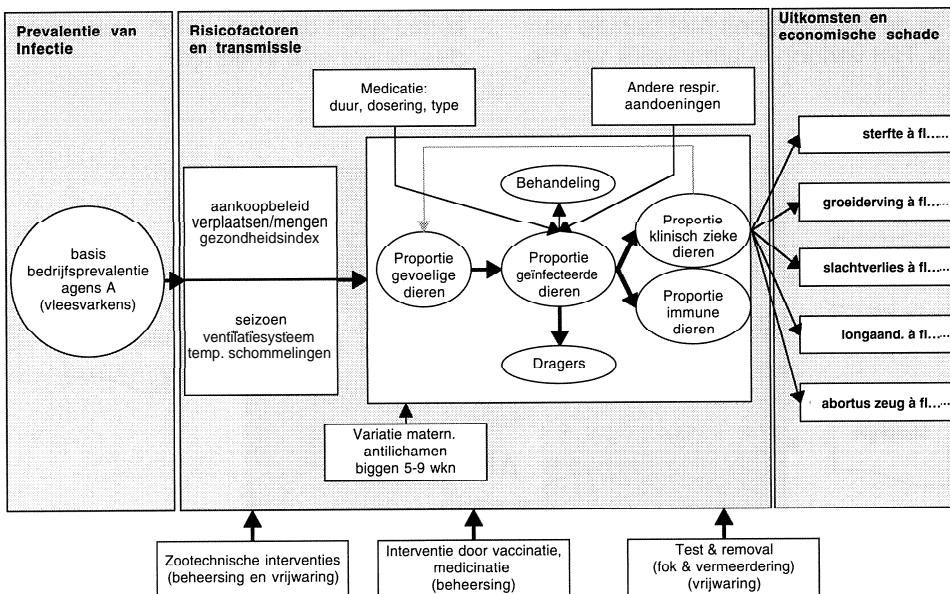 Prevalentie van
Infectie
Risicofactoren
en transmissie
Uitkomsten en
economische schade
Medicatie:
duur, dosering, type
Andere respir.
aandoeningen
aankoopbeleid
verplaatsen/mengen
gezondheidsindex
seizoen
ventilatiesysteem
temp. schommelingen
basis
bedrijfsprevalentie
agens A
(vleesvarkens)
Behandeling
Proportie
gevoelige
dieren
Proportie
geïnfecteerde
dieren
Proportie
klinisch zieke
dieren
Proportie
immune
dieren
Dragers
Variatie matern.
antilichamen
biggen 5-9 wkn
sterfte à fl......
groeiderving à fl......
slachtverlies à fl......
longaand. à fl......
abortus zeug à fl......
Zootechnische interventies
(beheersing en vrijwaring)
Interventie door vaccinatie,
medicinatie
(beheersing)
Test & removal
(fok & vermeerdering)
(vrijwaring)